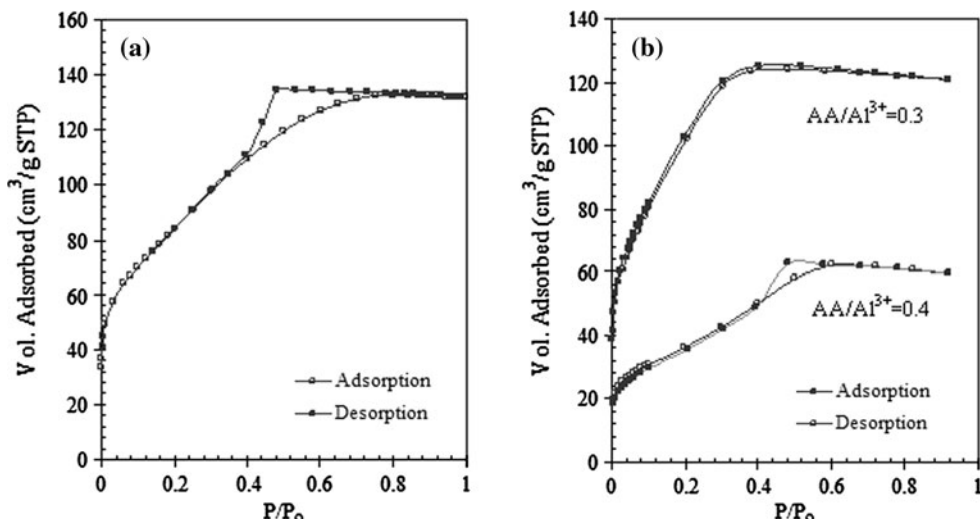 (a)
160
140
120
100
80
60
40
20
0
Vol. Adsorbed (cm³/g STP)
Adsorption
Desorption
0 0.2 0.4 0.6 0.8 1
P/P₀
(b)
140
120
100
80
60
40
20
0
Vol. Adsorbed (cm³/g STP)
AA/Al³⁺=0.3
AA/Al³⁺=0.4
Adsorption
Desorption
0 0.2 0.4 0.6 0.8 1
P/P₀